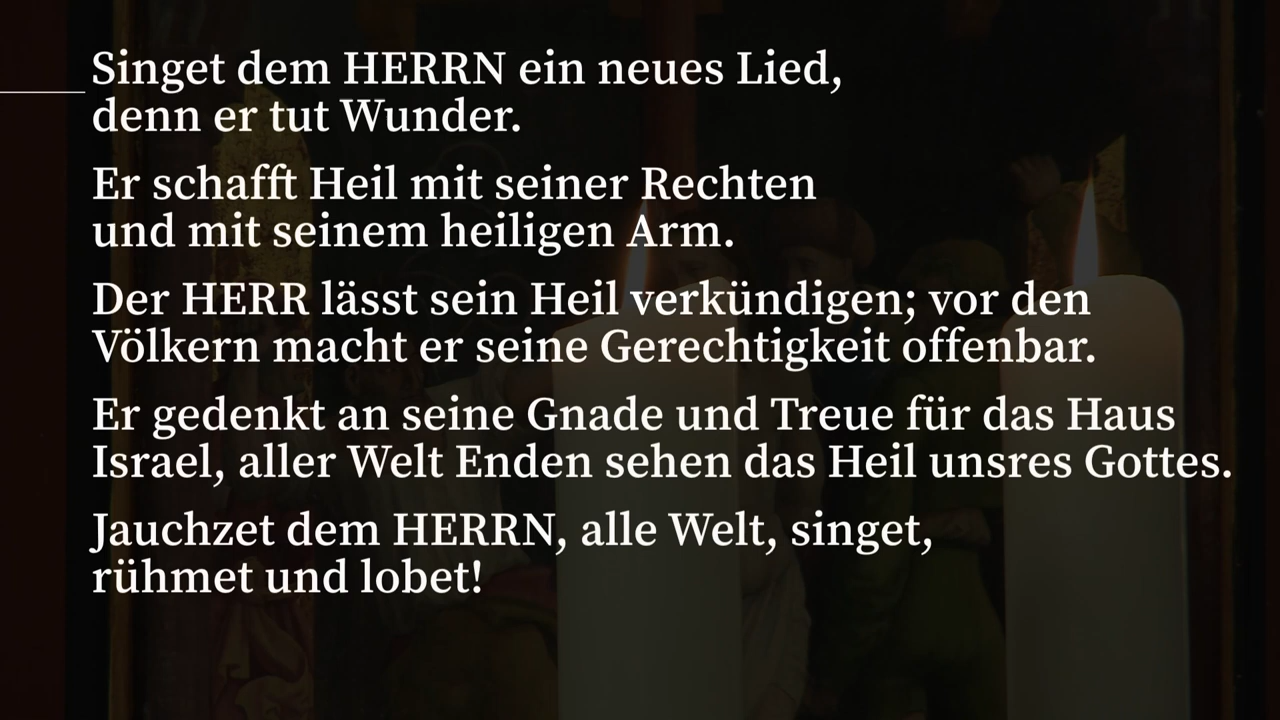 Singet dem HERRN ein neues Lied,
denn er tut Wunder.
Er schafft Heil mit seiner Rechten
und mit seinem heiligen Arm.
Der HERR lässt sein Heil verkündigen; vor den
Völkern macht er seine Gerechtigkeit offenbar.
Er gedenkt an seine Gnade und Treue für das Haus
Israel, aller Welt Enden sehen das Heil unsres Gottes.
Jauchzet dem HERRN, alle Welt, singet,
rühmet und lobet!